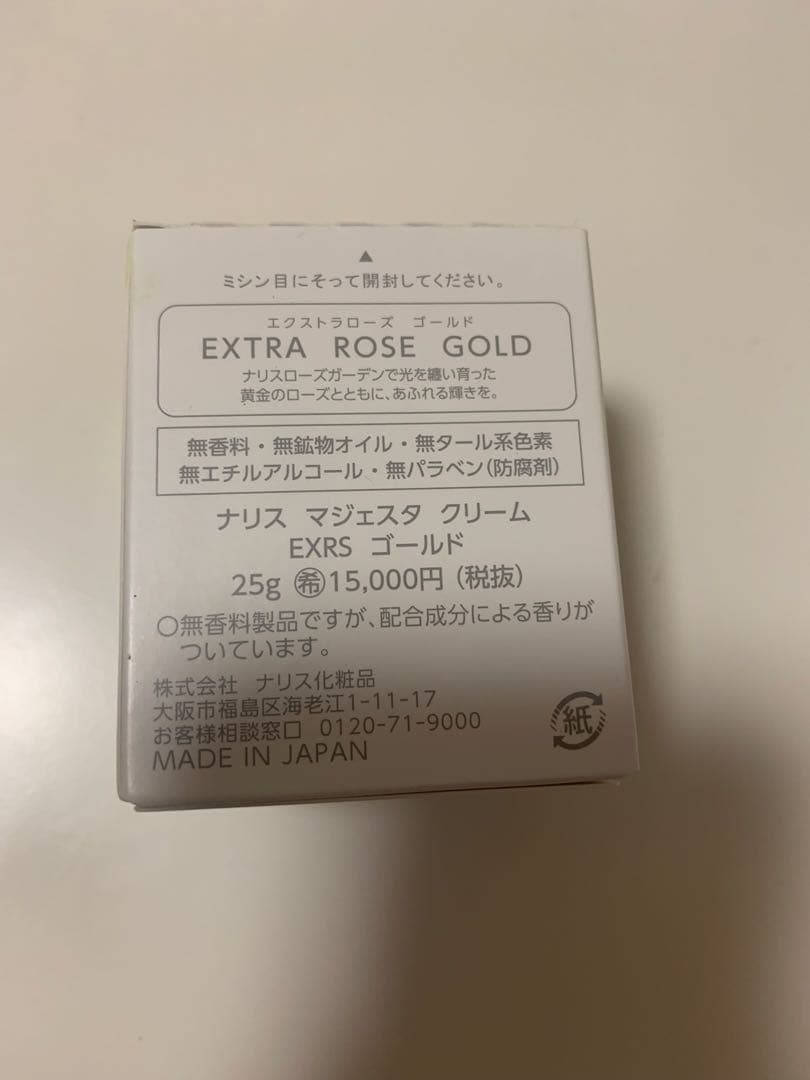 ▲
ミシン目にそって開封してください。
エクストラローズ ゴールド
EXTRA ROSE GOLD
ナリスローズガーデンで光を纏い育った
黄金のローズとともに、あふれる輝きを。
無香料・無鉱物オイル・無タール系色素
無エチルアルコール・無パラベン(防腐剤)
ナリス マジェスタ クリーム
EXRS ゴールド
25g ㊕15,000円(税抜)
○無香料製品ですが、配合成分による香りが
ついています。
株式会社 ナリス化粧品
大阪市福島区海老江1-11-17
お客様相談窓口 0120-71-9000
MADE IN JAPAN
紙